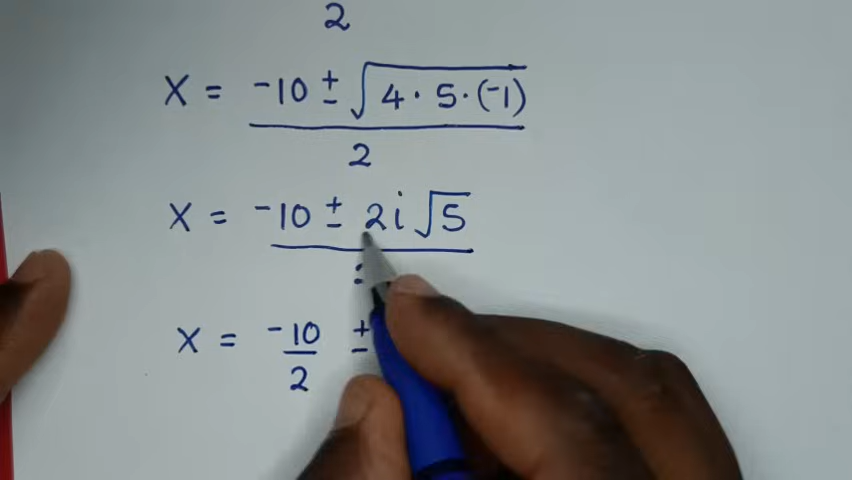 2
X = -10 ± √4 · 5 · (-1)
2
X = -10 ± 2i √5
X = -10 ±
2